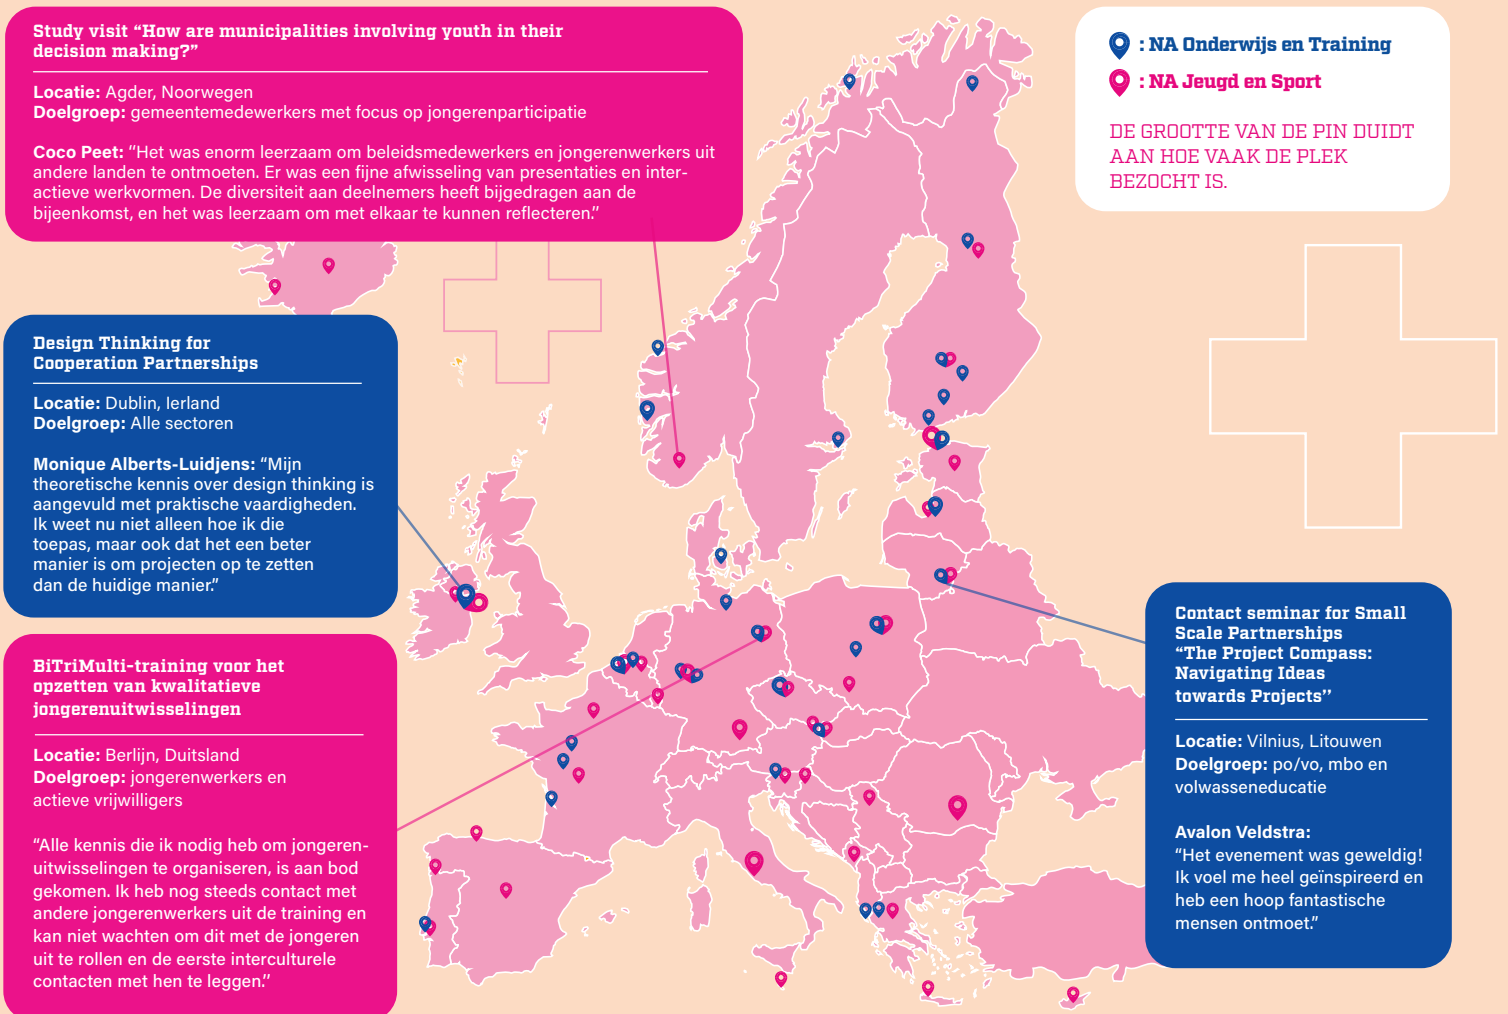 Study visit “How are municipalities involving youth in their
decision making?”
Locatie: Agder, Noorwegen
Doelgroep: gemeentemedewerkers met focus op jongerenparticipatie
Coco Peet: “Het was enorm leerzaam om beleidsmedewerkers en jongerenwerkers uit
andere landen te ontmoeten. Er was een fijne afwisseling van presentaties en inter-
actieve werkvormen. De diversiteit aan deelnemers heeft bijgedragen aan de
bijeenkomst, en het was leerzaam om met elkaar te kunnen reflecteren.”
: NA Onderwijs en Training
: NA Jeugd en Sport
DE GROOTTE VAN DE PIN DUIDT
AAN HOE VAAK DE PLEK
BEZOCHT IS.
Design Thinking for
Cooperation Partnerships
Locatie: Dublin, Ierland
Doelgroep: Alle sectoren
Monique Alberts-Luidjens: “Mijn
theoretische kennis over design thinking is
aangevuld met praktische vaardigheden.
Ik weet nu niet alleen hoe ik die
toepas, maar ook dat het een beter
manier is om projecten op te zetten
dan de huidige manier.”
BiTriMulti-training voor het
opzetten van kwalitatieve
jongerenuitwisselingen
Locatie: Berlijn, Duitsland
Doelgroep: jongerenwerkers en
actieve vrijwilligers
“Alle kennis die ik nodig heb om jongeren-
uitwisselingen te organiseren, is aan bod
gekomen. Ik heb nog steeds contact met
andere jongerenwerkers uit de training en
kan niet wachten om dit met de jongeren
uit te rollen en de eerste interculturele
contacten met hen te leggen.”
Contact seminar for Small
Scale Partnerships
“The Project Compass:
Navigating Ideas
towards Projects”
Locatie: Vilnius, Litouwen
Doelgroep: po/vo, mbo en
volwasseneducatie
Avalon Veldstra:
“Het evenement was geweldig!
Ik voel me heel geïnspireerd en
heb een hoop fantastische
mensen ontmoet.”